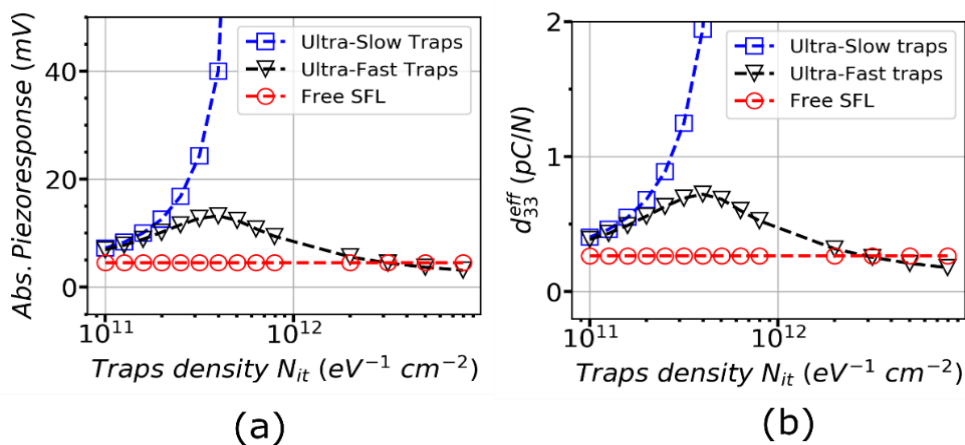 Abs. Piezoresponse (mV)
40
20
0
Ultra-Slow Traps
Ultra-Fast Traps
Free SFL
10^11
10^12
Traps density N_it (eV^-1 cm^-2)
(a)
d_33^eff (pC/N)
2
1
0
Ultra-Slow traps
Ultra-Fast traps
Free SFL
10^11
10^12
Traps density N_it (eV^-1 cm^-2)
(b)